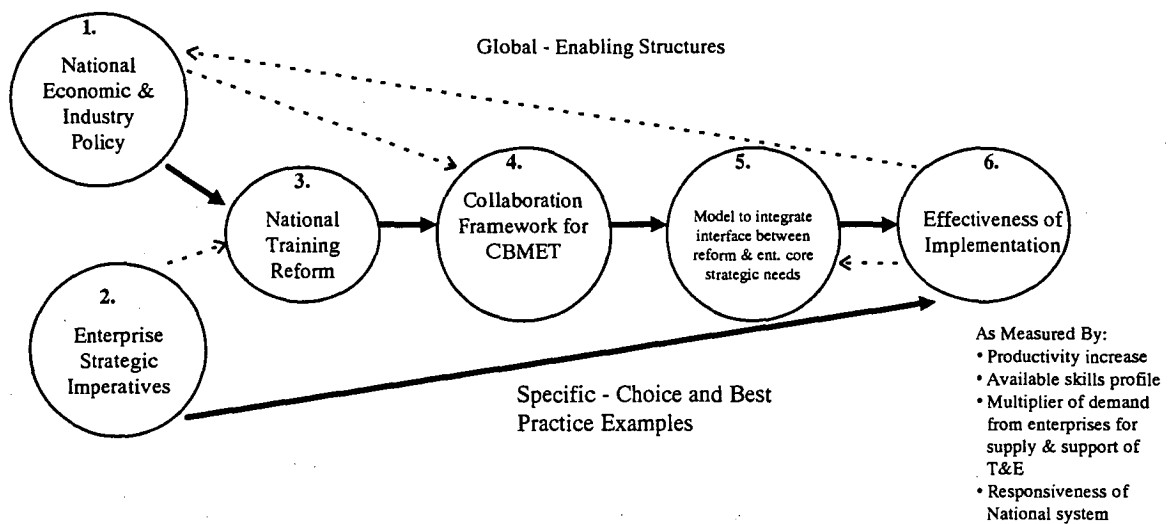 1.
National
Economic &
Industry
Policy
Global - Enabling Structures
2.
Enterprise
Strategic
Imperatives
3.
National
Training
Reform
4.
Collaboration
Framework for
CBMET
5.
Model to integrate
interface between
reform & ent. core
strategic needs
6.
Effectiveness of
Implementation
Specific - Choice and Best
Practice Examples
As Measured By:
• Productivity increase
• Available skills profile
• Multiplier of demand
from enterprises for
supply & support of
T&E
• Responsiveness of
National system